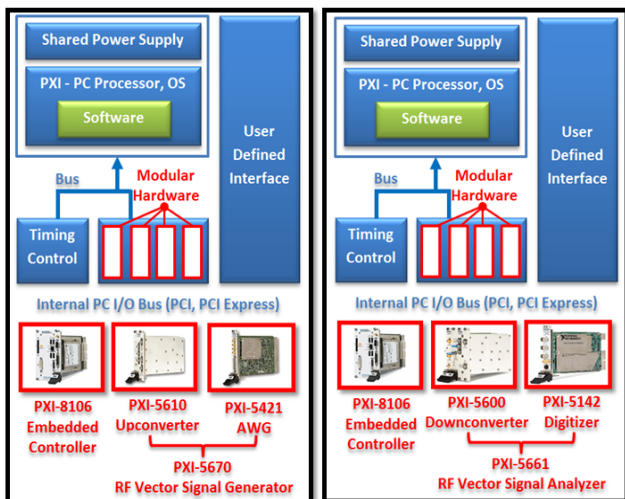 Shared Power Supply
PXI - PC Processor, OS
Software
User
Defined
Interface
Bus
Modular
Hardware
Timing
Control
Internal PC I/O Bus (PCI, PCI Express)
PXI-8106
Embedded
Controller
PXI-5610
Upconverter
PXI-5421
AWG
PXI-5670
RF Vector Signal Generator
Shared Power Supply
PXI - PC Processor, OS
Software
User
Defined
Interface
Bus
Modular
Hardware
Timing
Control
Internal PC I/O Bus (PCI, PCI Express)
PXI-8106
Embedded
Controller
PXI-5600
Downconverter
PXI-5142
Digitizer
PXI-5661
RF Vector Signal Analyzer